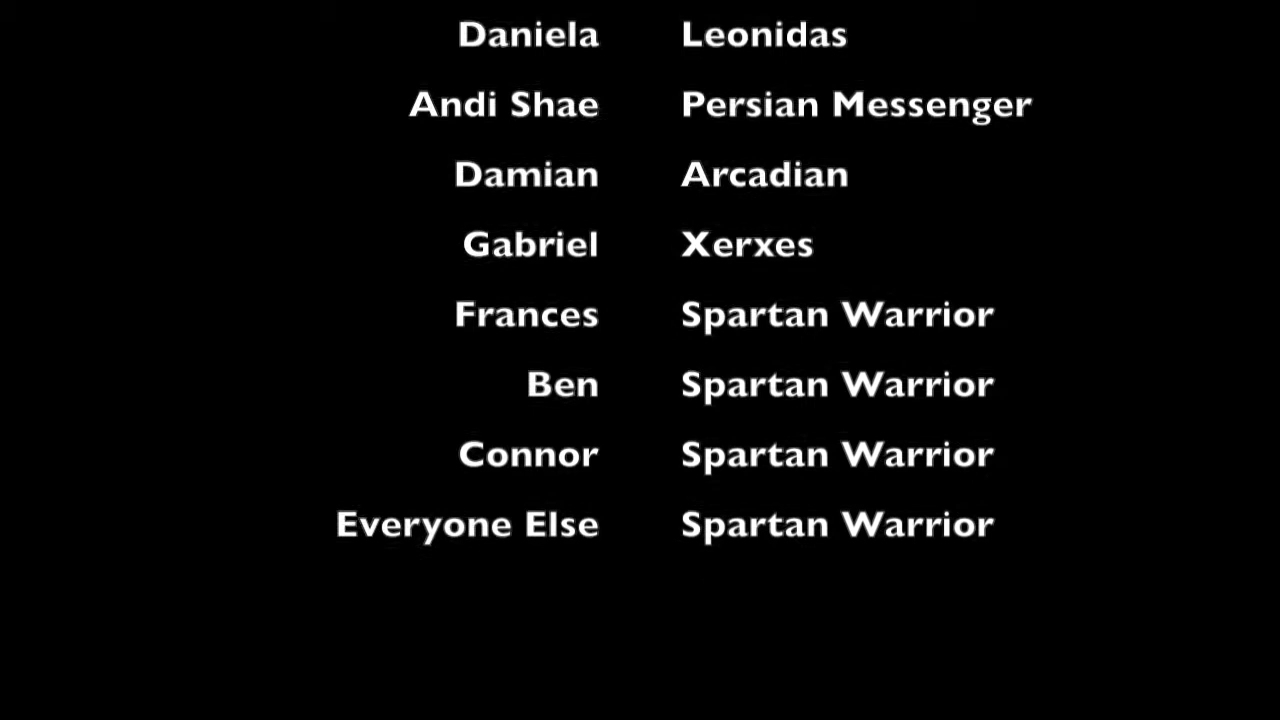 Daniela Leonidas
Andi Shae Persian Messenger
Damian Arcadian
Gabriel Xerxes
Frances Spartan Warrior
Ben Spartan Warrior
Connor Spartan Warrior
Everyone Else Spartan Warrior